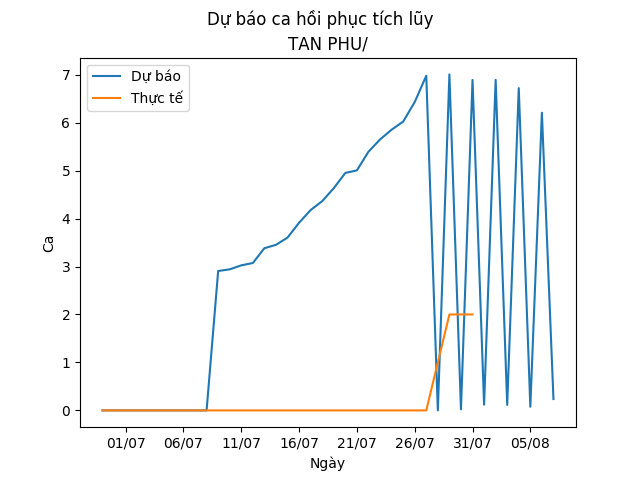 Dự báo ca hồi phục tích lũy
TAN PHU/
Dự báo
Thực tế
Ca
7
6
5
4
3
2
1
0
01/07 06/07 11/07 16/07 21/07 26/07 31/07 05/08
Ngày